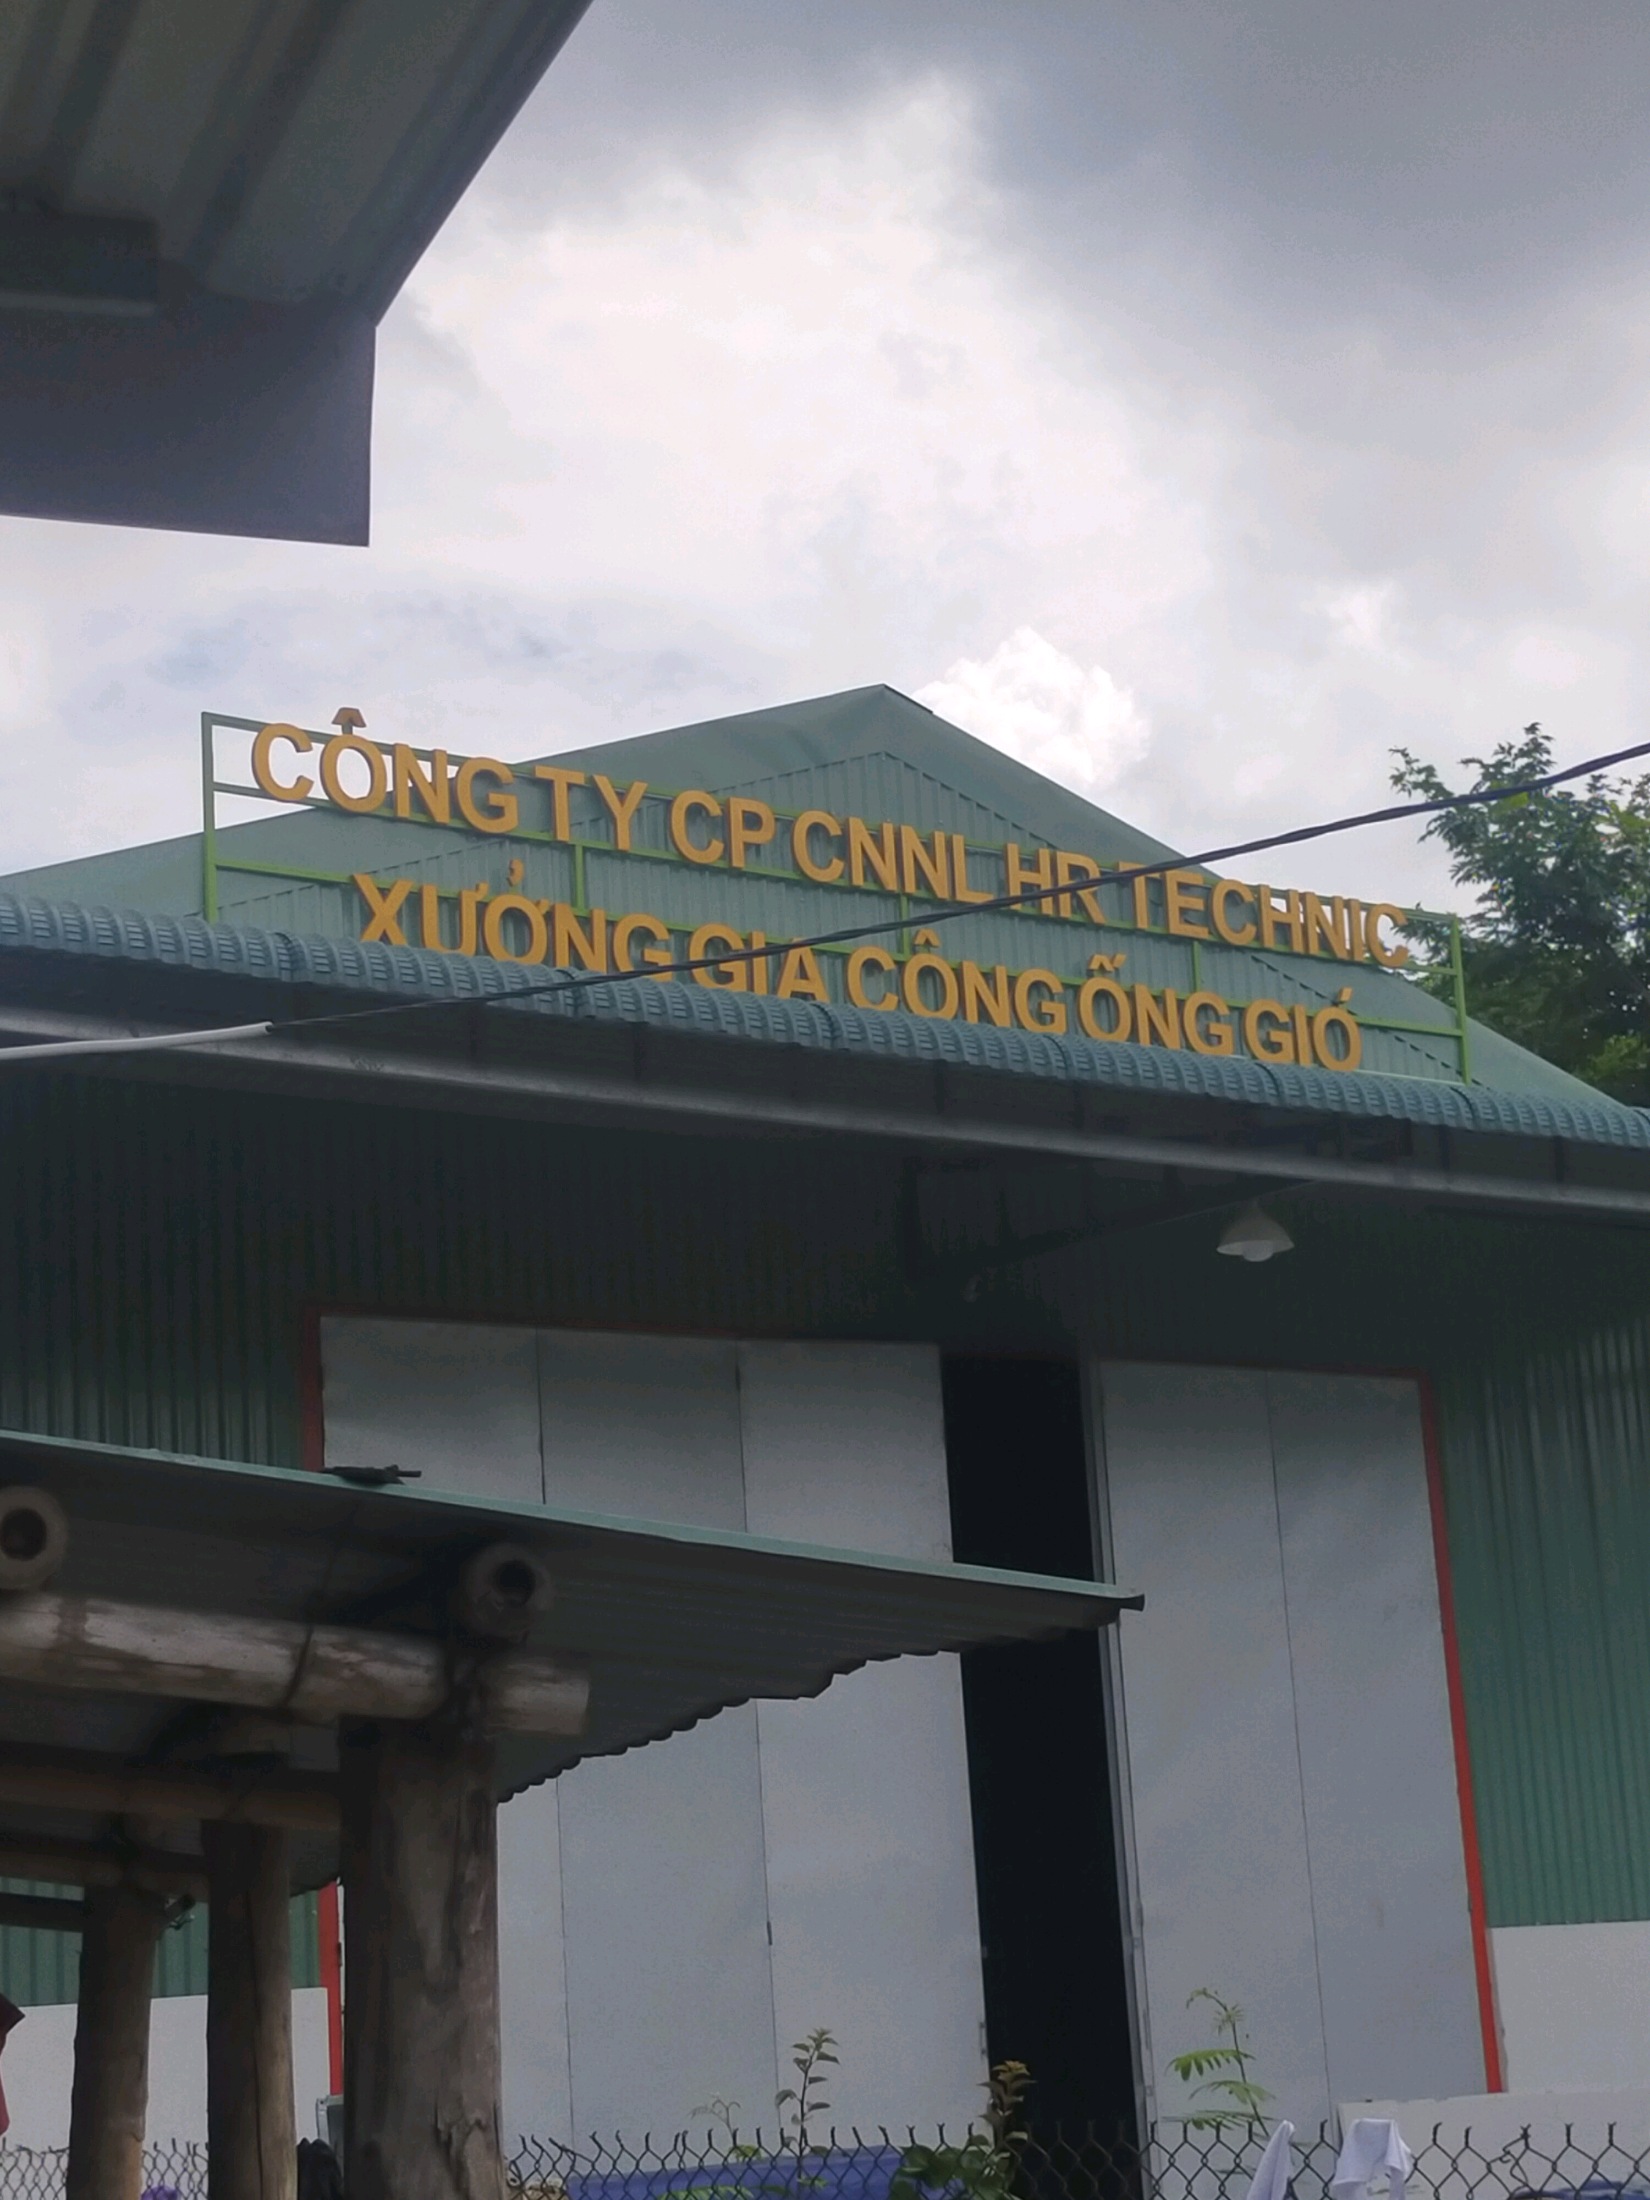 CÔNG TY CP CNNL HR TECHNIC
XƯỞNG GIA CÔNG ỐNG GIÓ